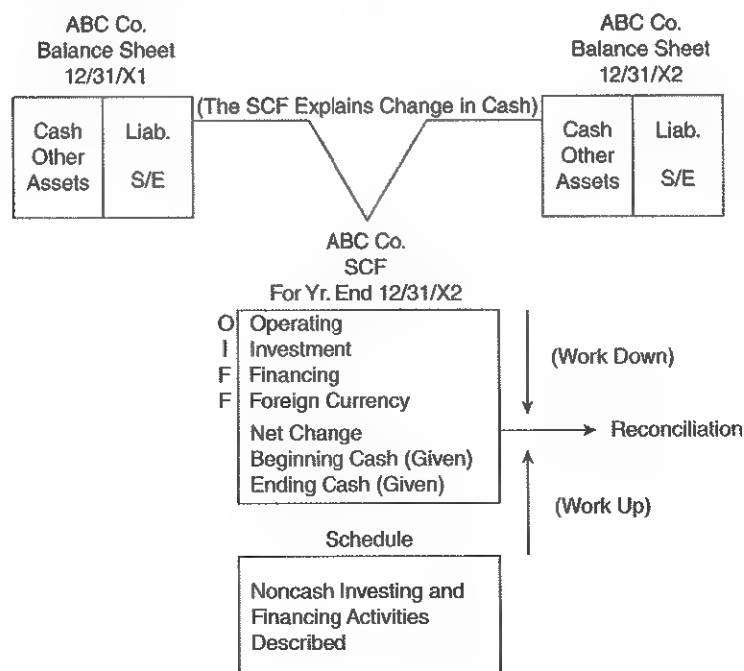 ABC Co.
Balance Sheet
12/31/X1
ABC Co.
Balance Sheet
12/31/X2
(The SCF Explains Change in Cash)
Cash
Other
Assets
Liab.
S/E
Cash
Other
Assets
Liab.
S/E
ABC Co.
SCF
For Yr. End 12/31/X2
O Operating
I Investment
F Financing
F Foreign Currency
Net Change
Beginning Cash (Given)
Ending Cash (Given)
(Work Down)
Reconciliation
(Work Up)
Schedule
Noncash Investing and
Financing Activities
Described